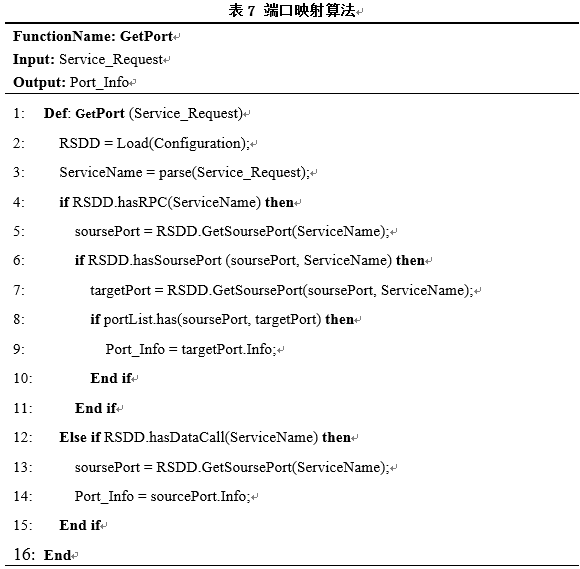 表 7 端口映射算法
FunctionName: GetPort↵
Input: Service_Request↵
Output: Port_Info↵
1: Def: GetPort (Service_Request)↵
2: RSDD = Load(Configuration);↵
3: ServiceName = parse(Service_Request);↵
4: if RSDD.hasRPC(ServiceName) then↵
5: soursePort = RSDD.GetSoursePort(ServiceName);↵
6: if RSDD.hasSoursePort (soursePort, ServiceName) then↵
7: targetPort = RSDD.GetSoursePort(soursePort, ServiceName);↵
8: if portList.has(soursePort, targetPort) then↵
9: Port_Info = targetPort.Info;↵
10: End if↵
11: End if↵
12: Else if RSDD.hasDataCall(ServiceName) then↵
13: soursePort = RSDD.GetSoursePort(ServiceName);↵
14: Port_Info = sourcePort.Info;↵
15: End if↵
16: End↵